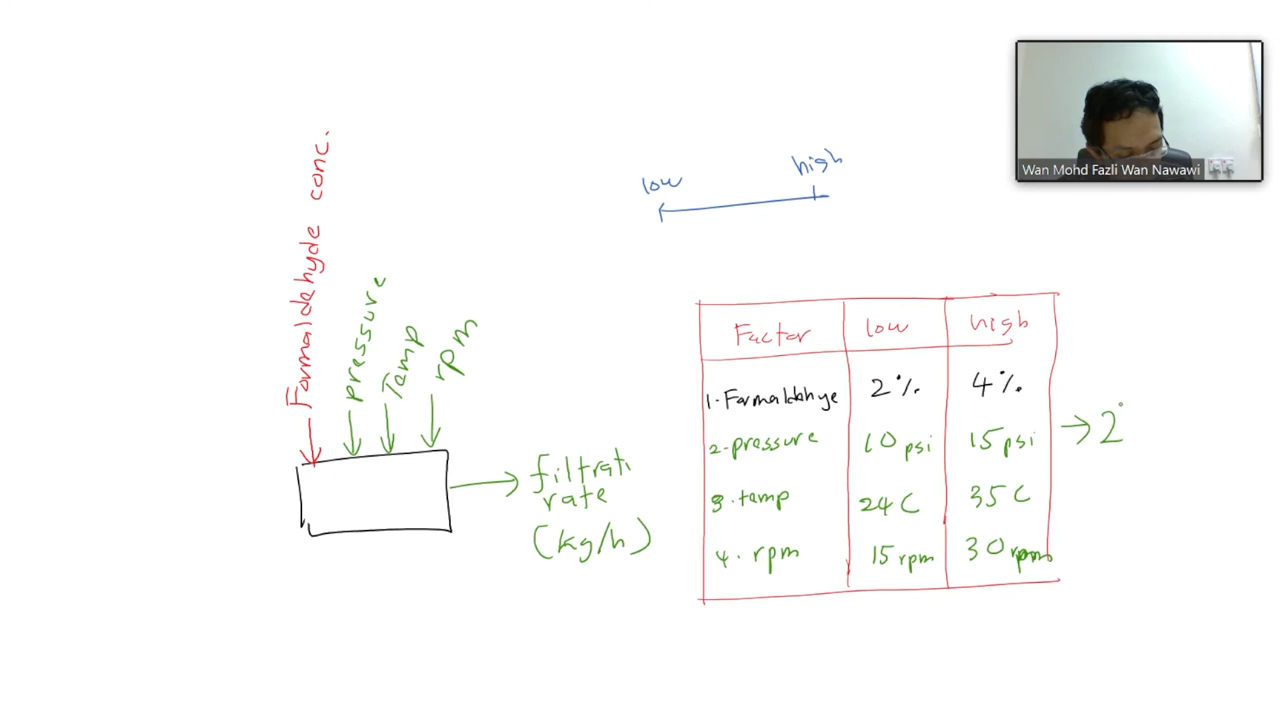 Wan Mohd Fazli Wan Nawawi
low
high
Formaldehyde conc.
pressure
Temp
rpm
filtrati
rate
(kg/h)
Factor low high
1. Formaldehye 2% 4%
2. pressure 10 psi 15 psi
3. temp 24 C 35 C
4. rpm 15 rpm 30 rpm
2